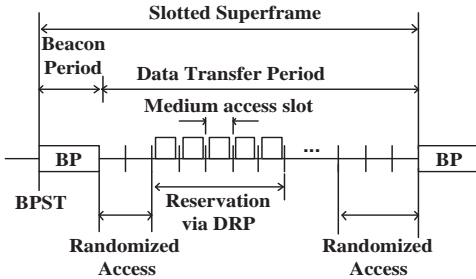 Slotted Superframe
Beacon
Period
Data Transfer Period
Medium access slot
BP
...
BP
BPST
Reservation
via DRP
Randomized
Access
Randomized
Access